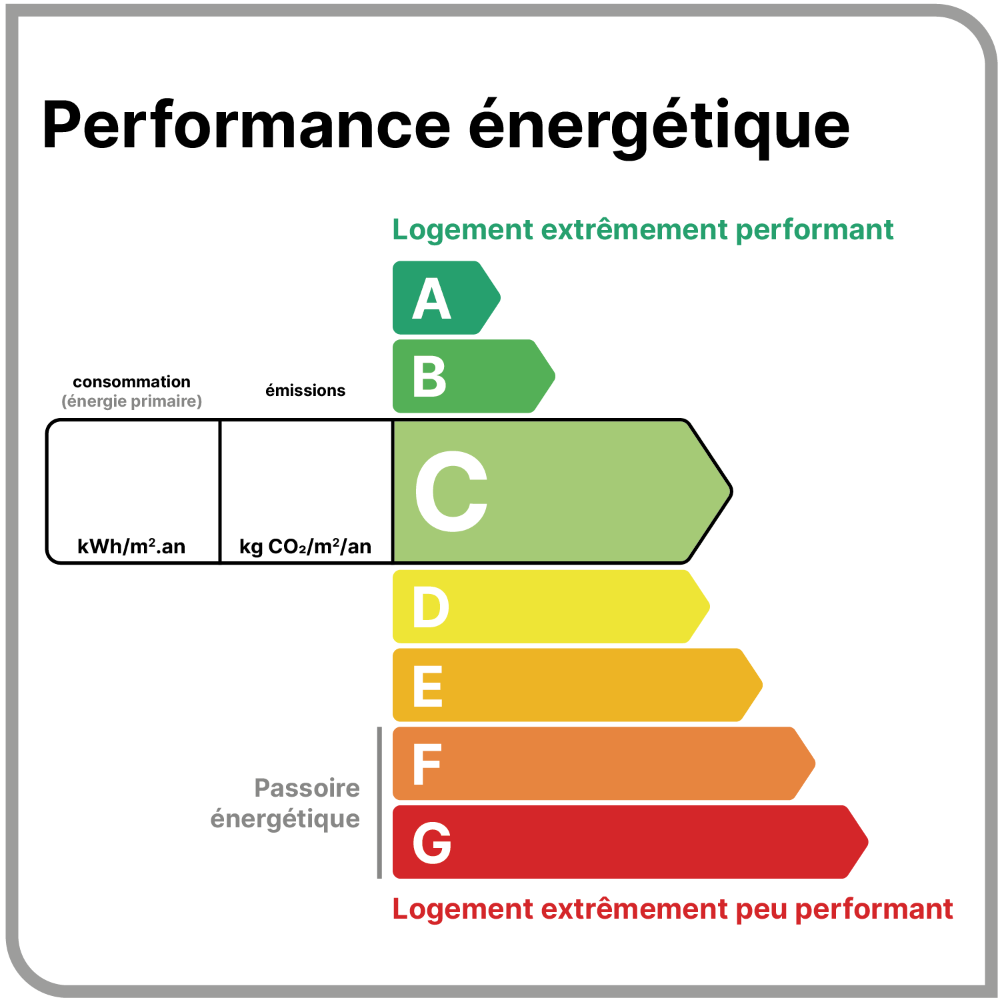 Performance énergétique
Logement extrêmement performant
A
B
consommation
(énergie primaire)
émissions
kWh/m².an
kg CO₂/m²/an
C
D
E
F
Passoire
énergétique
G
Logement extrêmement peu performant